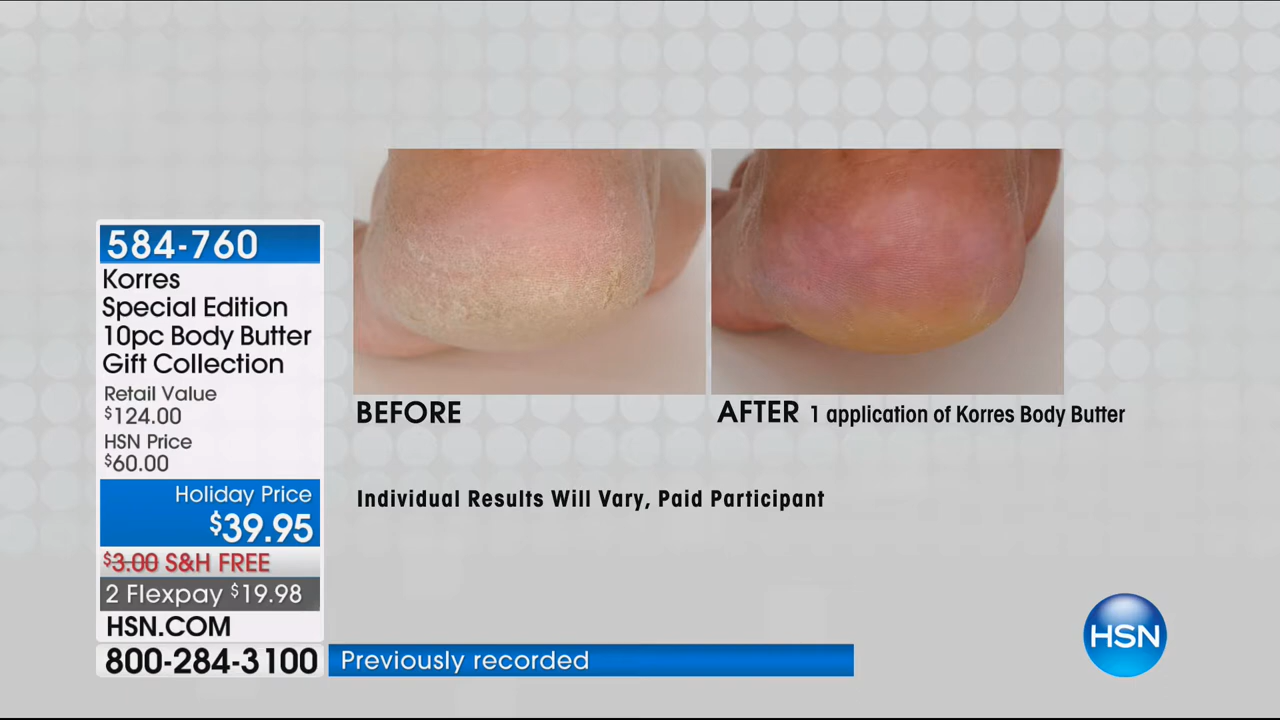 584-760
Korres
Special Edition
10pc Body Butter
Gift Collection
Retail Value
$124.00
HSN Price
$60.00
Holiday Price
$39.95
$3.00 S&H FREE
2 Flexpay $19.98
HSN.COM
800-284-3100
BEFORE
AFTER 1 application of Korres Body Butter
Individual Results Will Vary, Paid Participant
Previously recorded
HSN